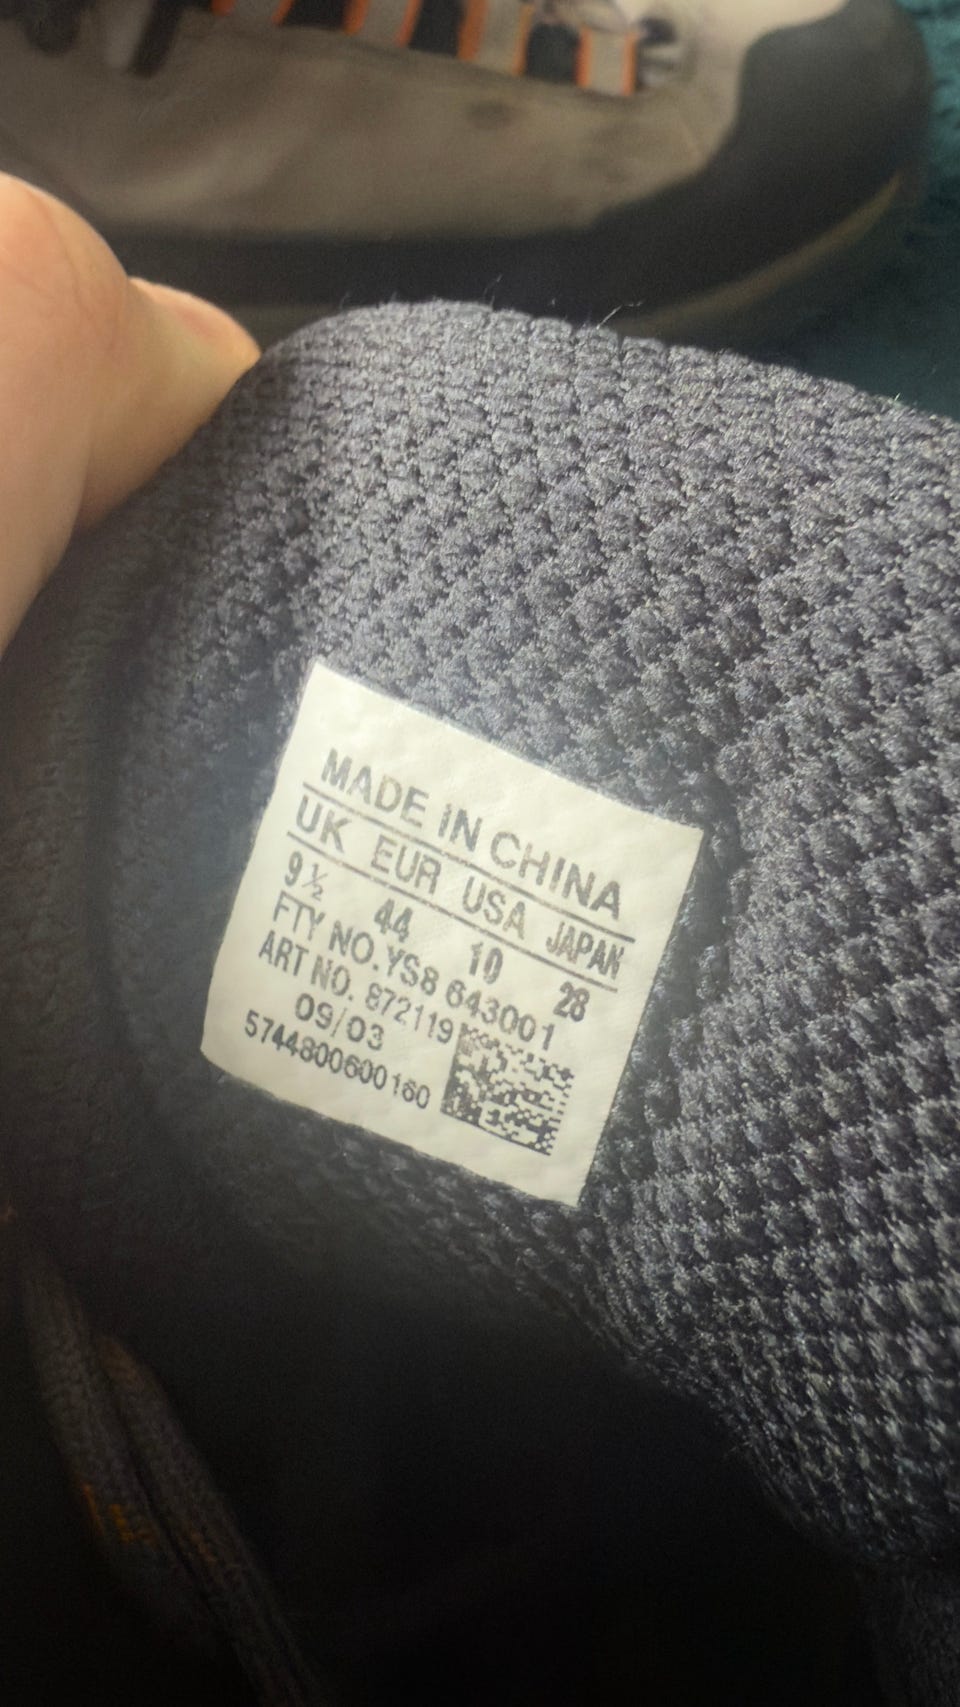 MADE IN CHINA
UK EUR USA JAPAN
9½ 44 10 28
FTY NO.YS8 643001
ART NO. 872119
09/03
5744800600160